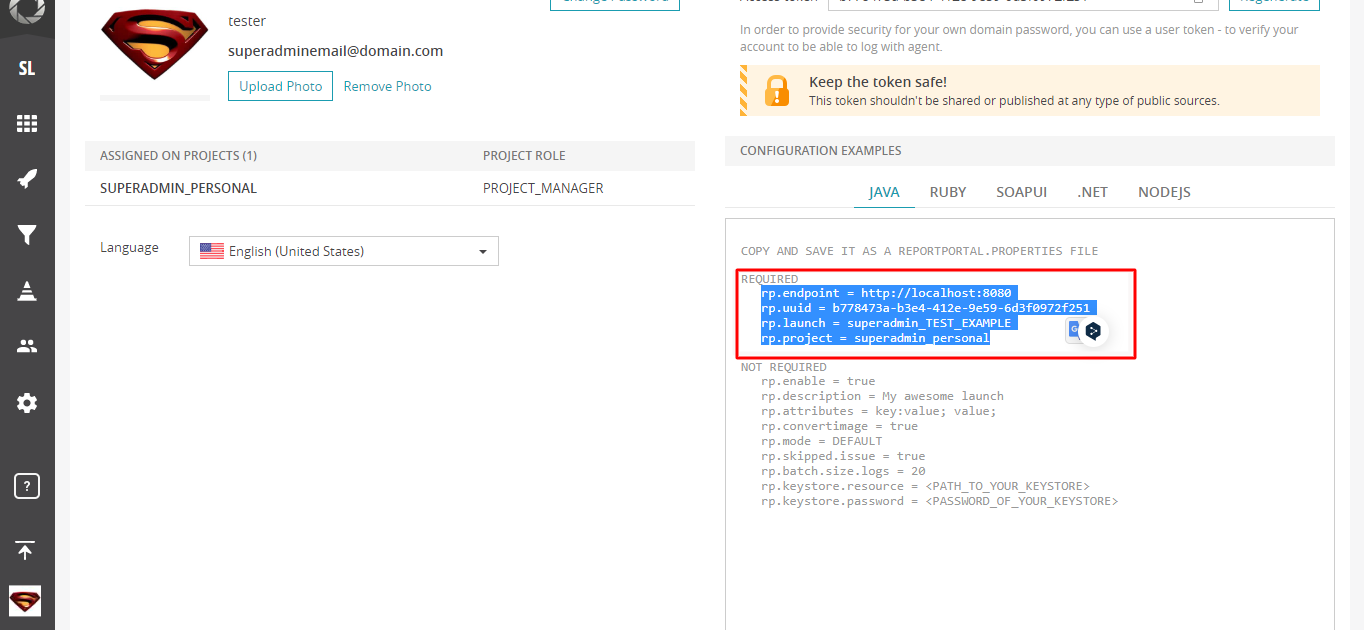 tester
superadminemail@domain.com
Upload Photo Remove Photo
SL
ASSIGNED ON PROJECTS (1) PROJECT ROLE
SUPERADMIN_PERSONAL PROJECT_MANAGER
Language English (United States)
In order to provide security for your own domain password, you can use a user token - to verify your
account to be able to log with agent.
Keep the token safe!
This token shouldn't be shared or published at any type of public sources.
CONFIGURATION EXAMPLES
JAVA RUBY SOAPUI .NET NODEJS
COPY AND SAVE IT AS A REPORTPORTAL.PROPERTIES FILE
REQUIRED
rp.endpoint = http://localhost:8080
rp.uuid = b778473a-b3e4-412e-9e59-6d3f0972f251
rp.launch = superadmin_TEST_EXAMPLE
rp.project = superadmin_personal
NOT REQUIRED
rp.enable = true
rp.description = My awesome launch
rp.attributes = key:value; value;
rp.convertimage = true
rp.mode = DEFAULT
rp.skipped.issue = true
rp.batch.size.logs = 20
rp.keystore.resource = <PATH_TO_YOUR_KEYSTORE>
rp.keystore.password = <PASSWORD_OF_YOUR_KEYSTORE>
?